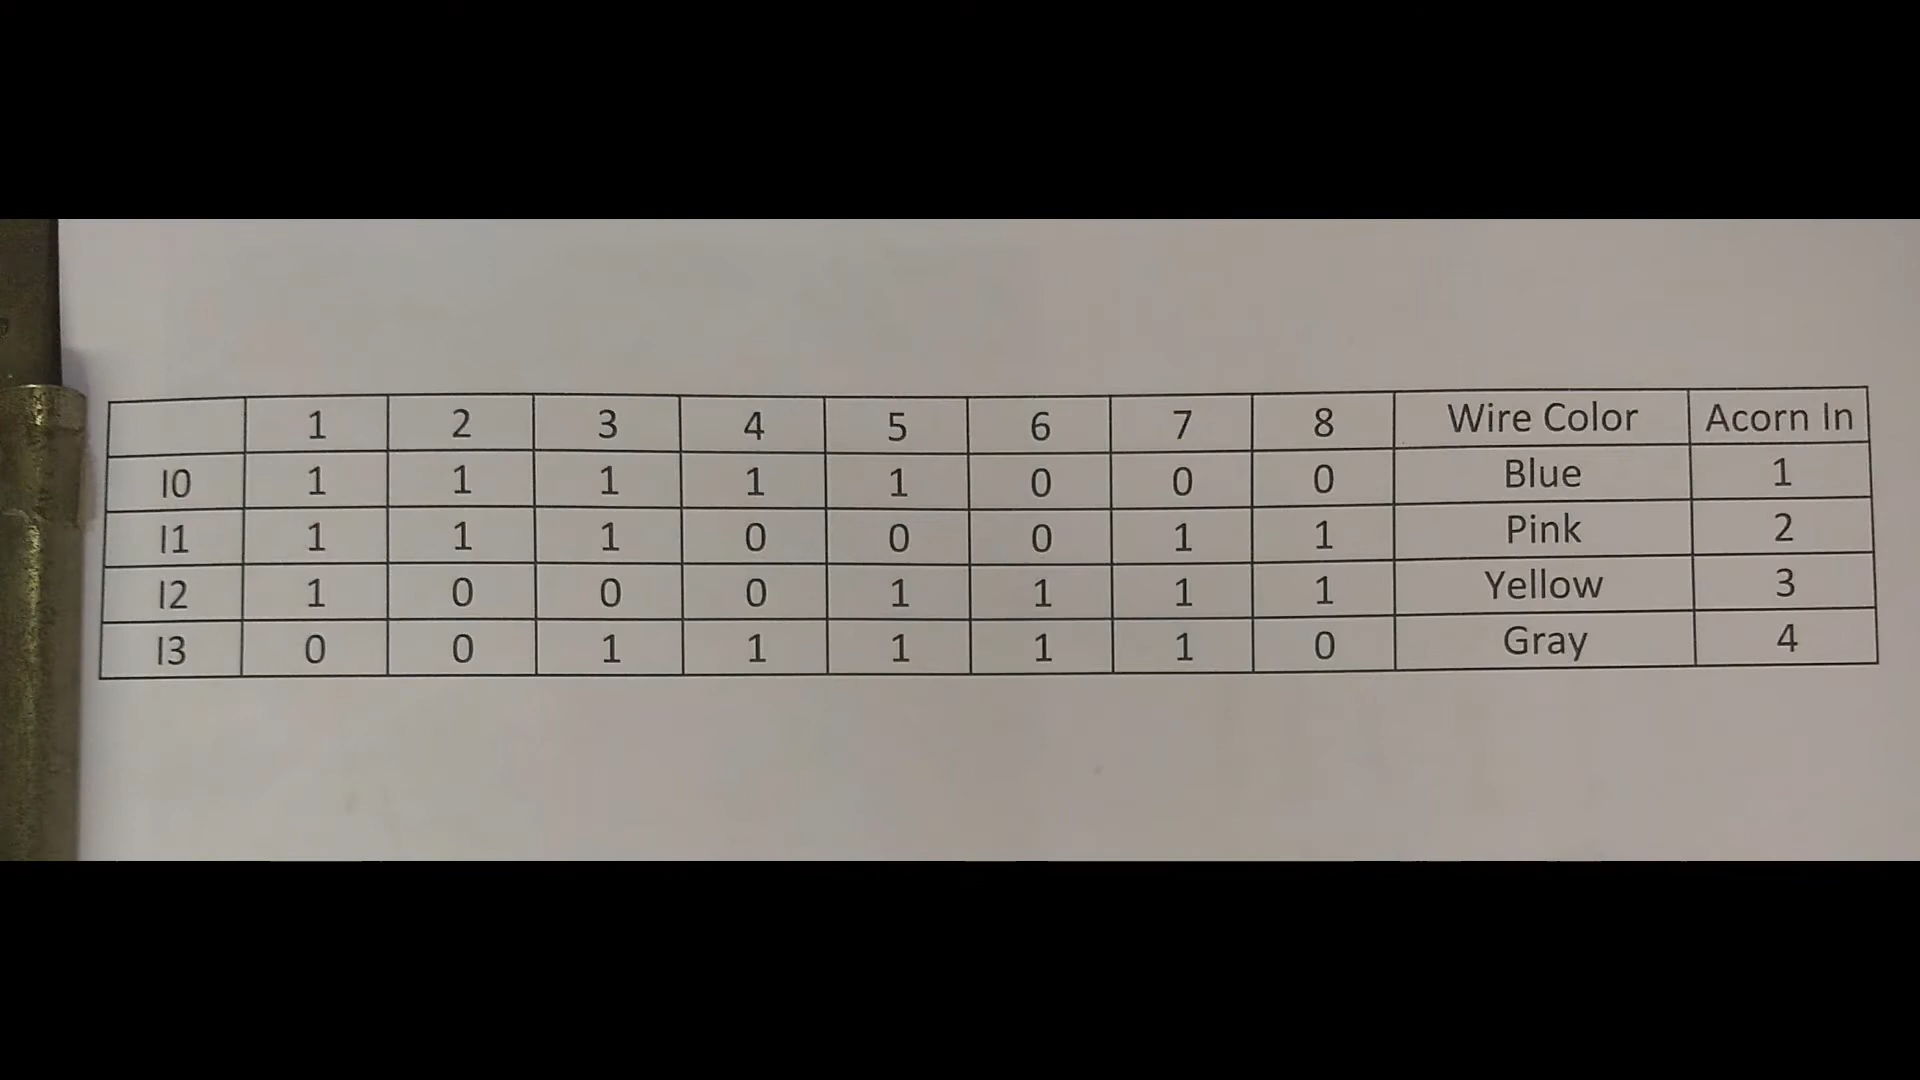 1 2 3 4 5 6 7 8 Wire Color Acorn In
I0 1 1 1 1 1 0 0 0 Blue 1
I1 1 1 1 0 0 0 1 1 Pink 2
I2 1 0 0 0 1 1 1 1 Yellow 3
I3 0 0 1 1 1 1 1 0 Gray 4